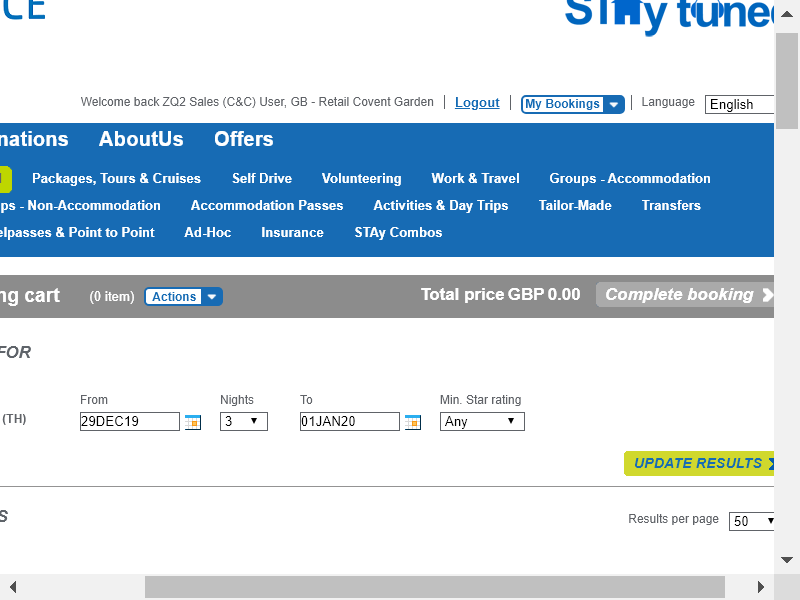 CE
STAy tuned
Welcome back ZQ2 Sales (C&C) User, GB - Retail Covent Garden | Logout | My Bookings | Language English
nations AboutUs Offers
Packages, Tours & Cruises Self Drive Volunteering Work & Travel Groups - Accommodation
ps - Non-Accommodation Accommodation Passes Activities & Day Trips Tailor-Made Transfers
elpasses & Point to Point Ad-Hoc Insurance STAy Combos
ng cart (0 item) Actions Total price GBP 0.00 Complete booking
FOR
From Nights To Min. Star rating
(TH) 29DEC19 3 01JAN20 Any
UPDATE RESULTS
S
Results per page 50